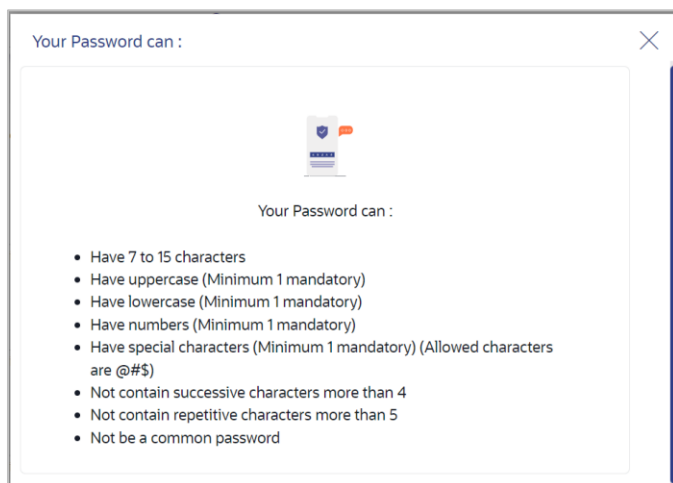 Your Password can :
Your Password can :
• Have 7 to 15 characters
• Have uppercase (Minimum 1 mandatory)
• Have lowercase (Minimum 1 mandatory)
• Have numbers (Minimum 1 mandatory)
• Have special characters (Minimum 1 mandatory) (Allowed characters
are @#$)
• Not contain successive characters more than 4
• Not contain repetitive characters more than 5
• Not be a common password